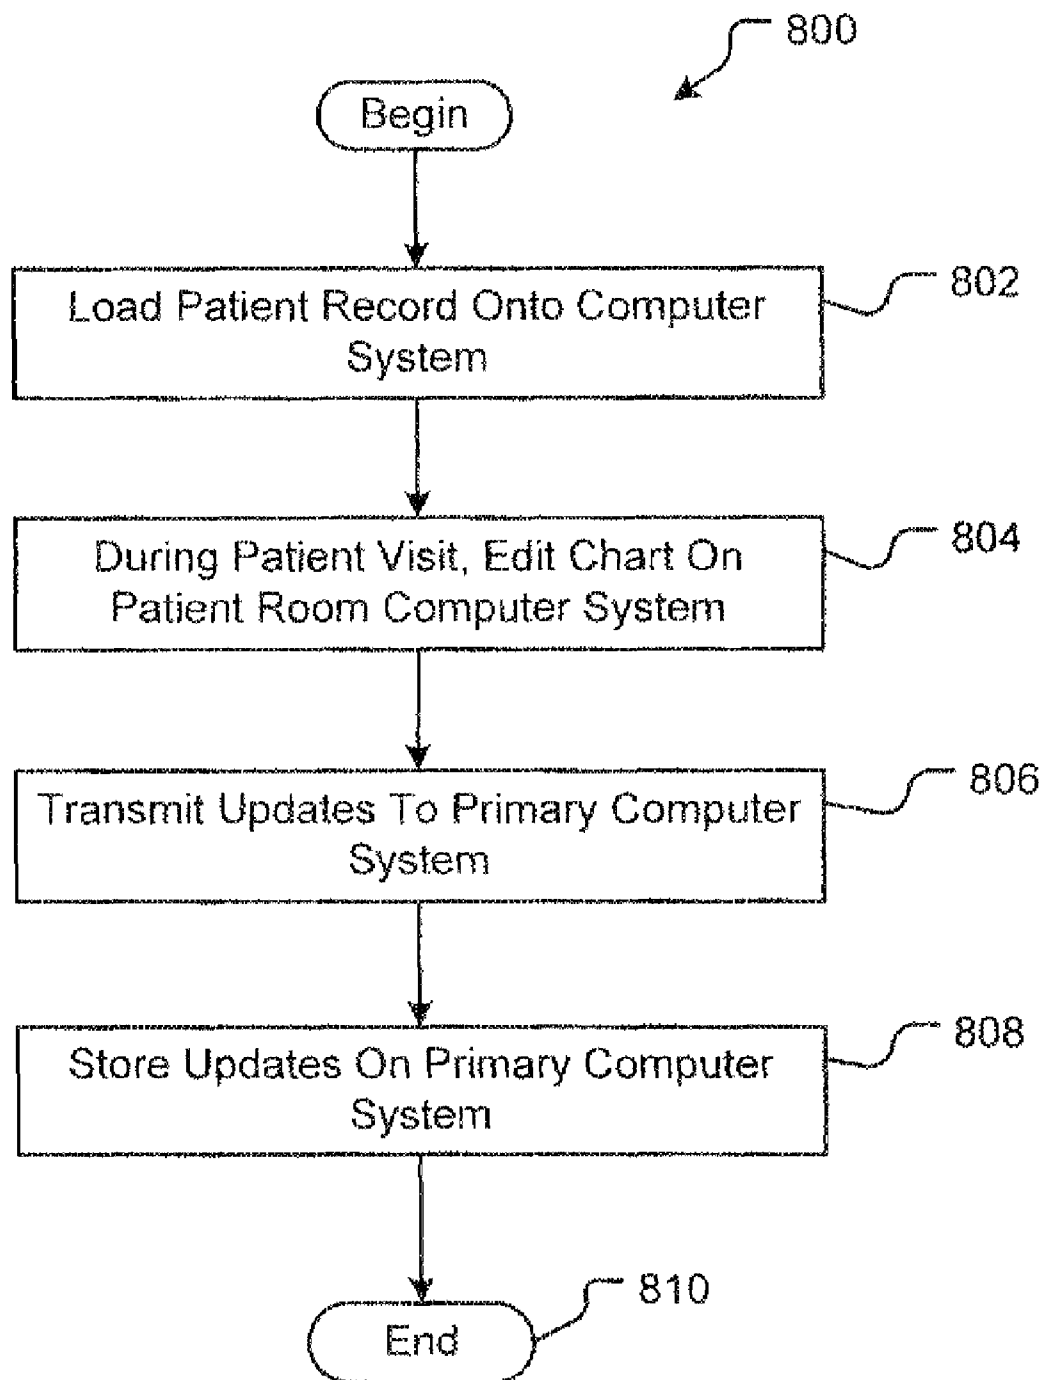 800
Begin
802
Load Patient Record Onto Computer
System
804
During Patient Visit, Edit Chart On
Patient Room Computer System
806
Transmit Updates To Primary Computer
System
808
Store Updates On Primary Computer
System
810
End